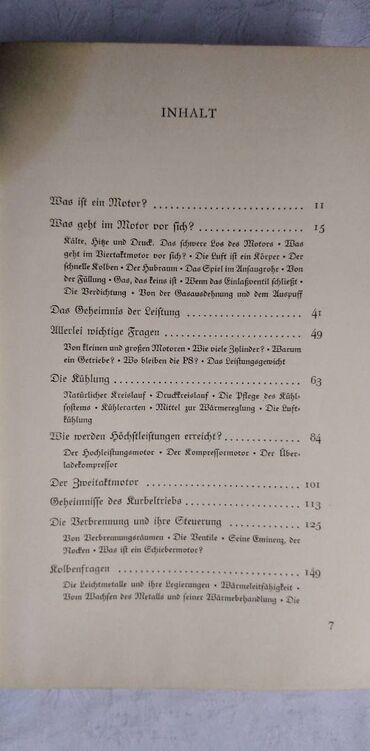 INHALT
Was ist ein Motor? ........................ 11
Was geht im Motor vor sich? ................ 15
Kälte, Hitze und Druck. Das schwere Los des Motors · Was
geht im Viertaktmotor vor sich? · Die Luft ist ein Körper · Der
schnelle Kolben · Der Hubraum · Das Spiel im Ansaugrohr · Von
der Füllung · Gas, das keins ist · Wenn das Einlaßventil schließt ·
Die Verdichtung · Von der Gasausdehnung und dem Auspuff
Das Geheimnis der Leistung .................. 41
Allerlei wichtige Fragen .................... 49
Von kleinen und großen Motoren · Wie viele Zylinder? · Warum
ein Getriebe? · Wo bleiben die PS? · Das Leistungsgewicht
Die Kühlung .............................. 63
Natürlicher Kreislauf · Druckkreislauf · Die Pflege des Kühl-
systems · Kühlerarten · Mittel zur Wärmereglung · Die Luft-
kühlung
Wie werden Höchstleistungen erreicht? .......... 84
Der Hochleistungsmotor · Der Kompressormotor · Der Über-
ladekompressor
Der Zweitaktmotor ........................ 101
Geheimnisse des Kurbeltriebs ................ 113
Die Verbrennung und ihre Steuerung .......... 125
Von Verbrennungsräumen · Die Ventile · Seine Eminenz, der
Nocken · Was ist ein Schiebermotor?
Kolbenfragen ............................ 149
Die Leichtmetalle und ihre Legierungen · Wärmeleitfähigkeit ·
Vom Wachsen des Metalls und seiner Wärmebehandlung · Die
7